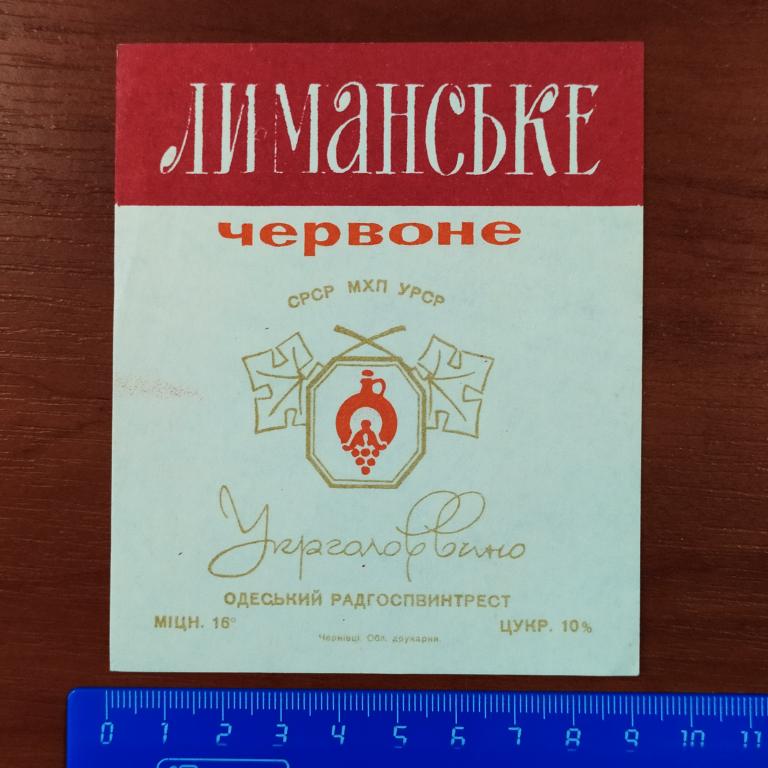 ЛИМАНСЬКЕ
червоне
СРСР МХП УРСР
Укрголоввино
ОДЕСЬКИЙ РАДГОСПВИНТРЕСТ
МІЦН. 16° ЦУКР. 10%
Чернівці. Обл. друкарня.
0 1 2 3 4 5 6 7 8 9 10 11